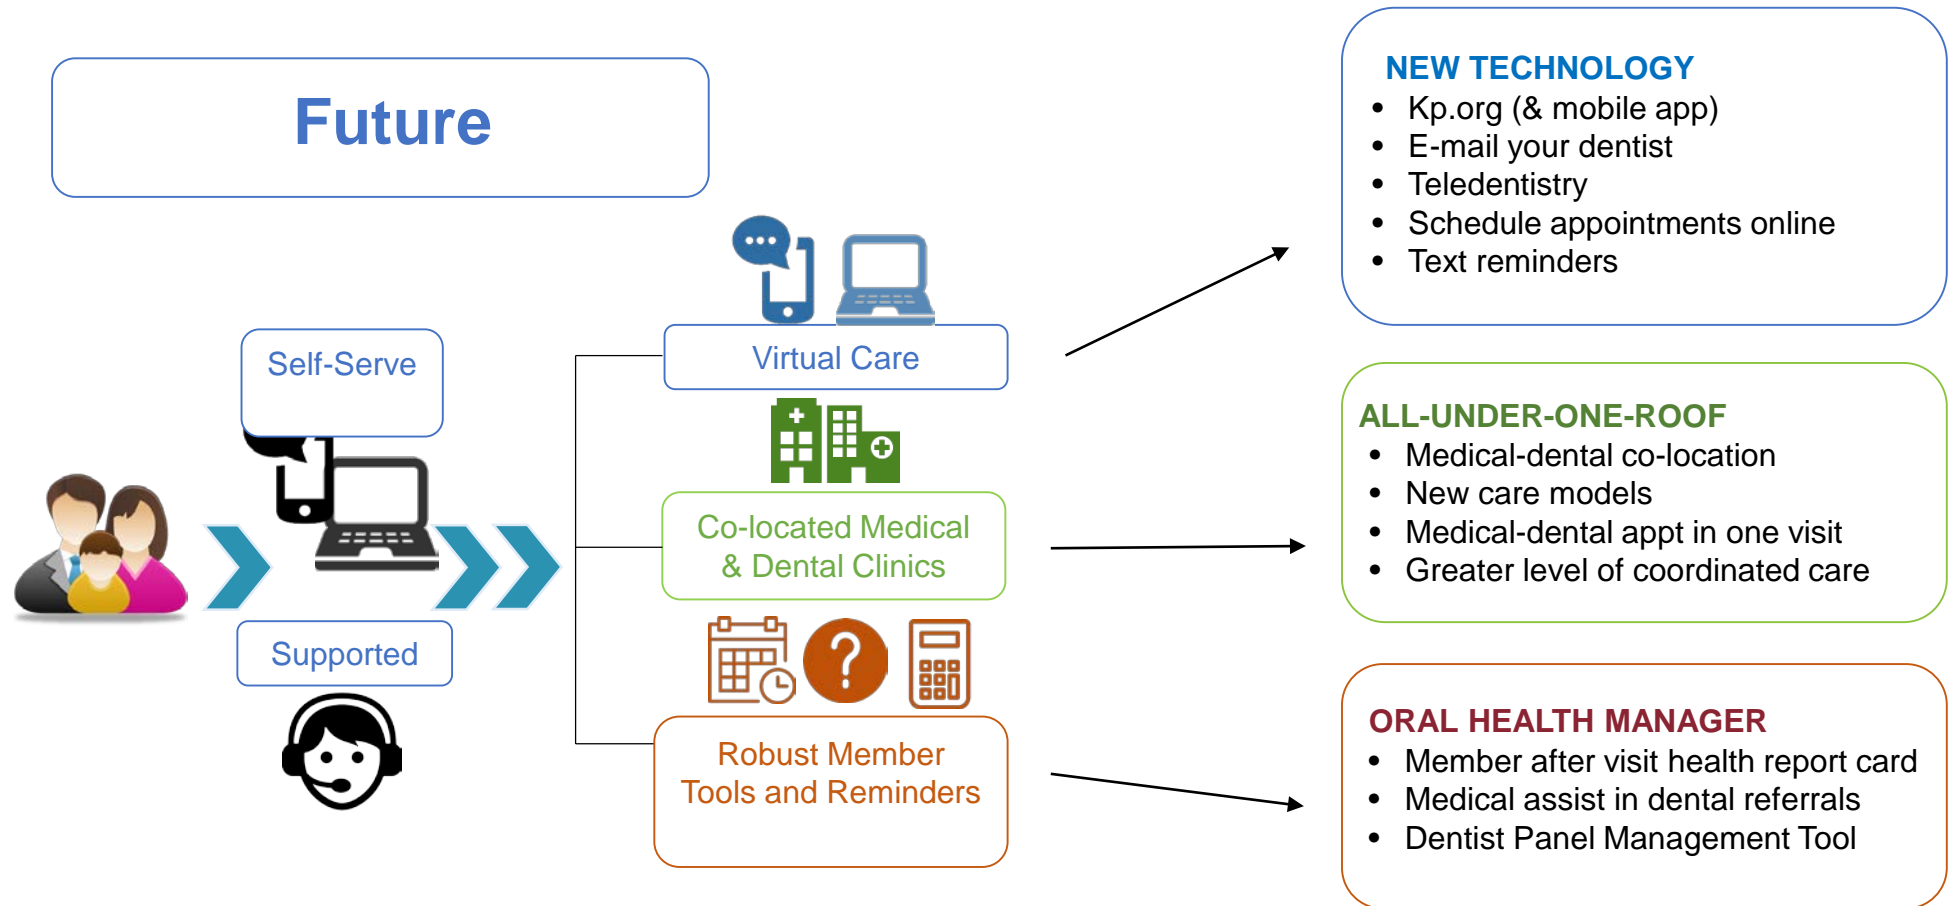 Future
Self-Serve
Supported
Virtual Care
Co-located Medical
& Dental Clinics
?
Robust Member
Tools and Reminders
NEW TECHNOLOGY
• Kp.org (& mobile app)
• E-mail your dentist
• Teledentistry
• Schedule appointments online
• Text reminders
ALL-UNDER-ONE-ROOF
• Medical-dental co-location
• New care models
• Medical-dental appt in one visit
• Greater level of coordinated care
ORAL HEALTH MANAGER
• Member after visit health report card
• Medical assist in dental referrals
• Dentist Panel Management Tool